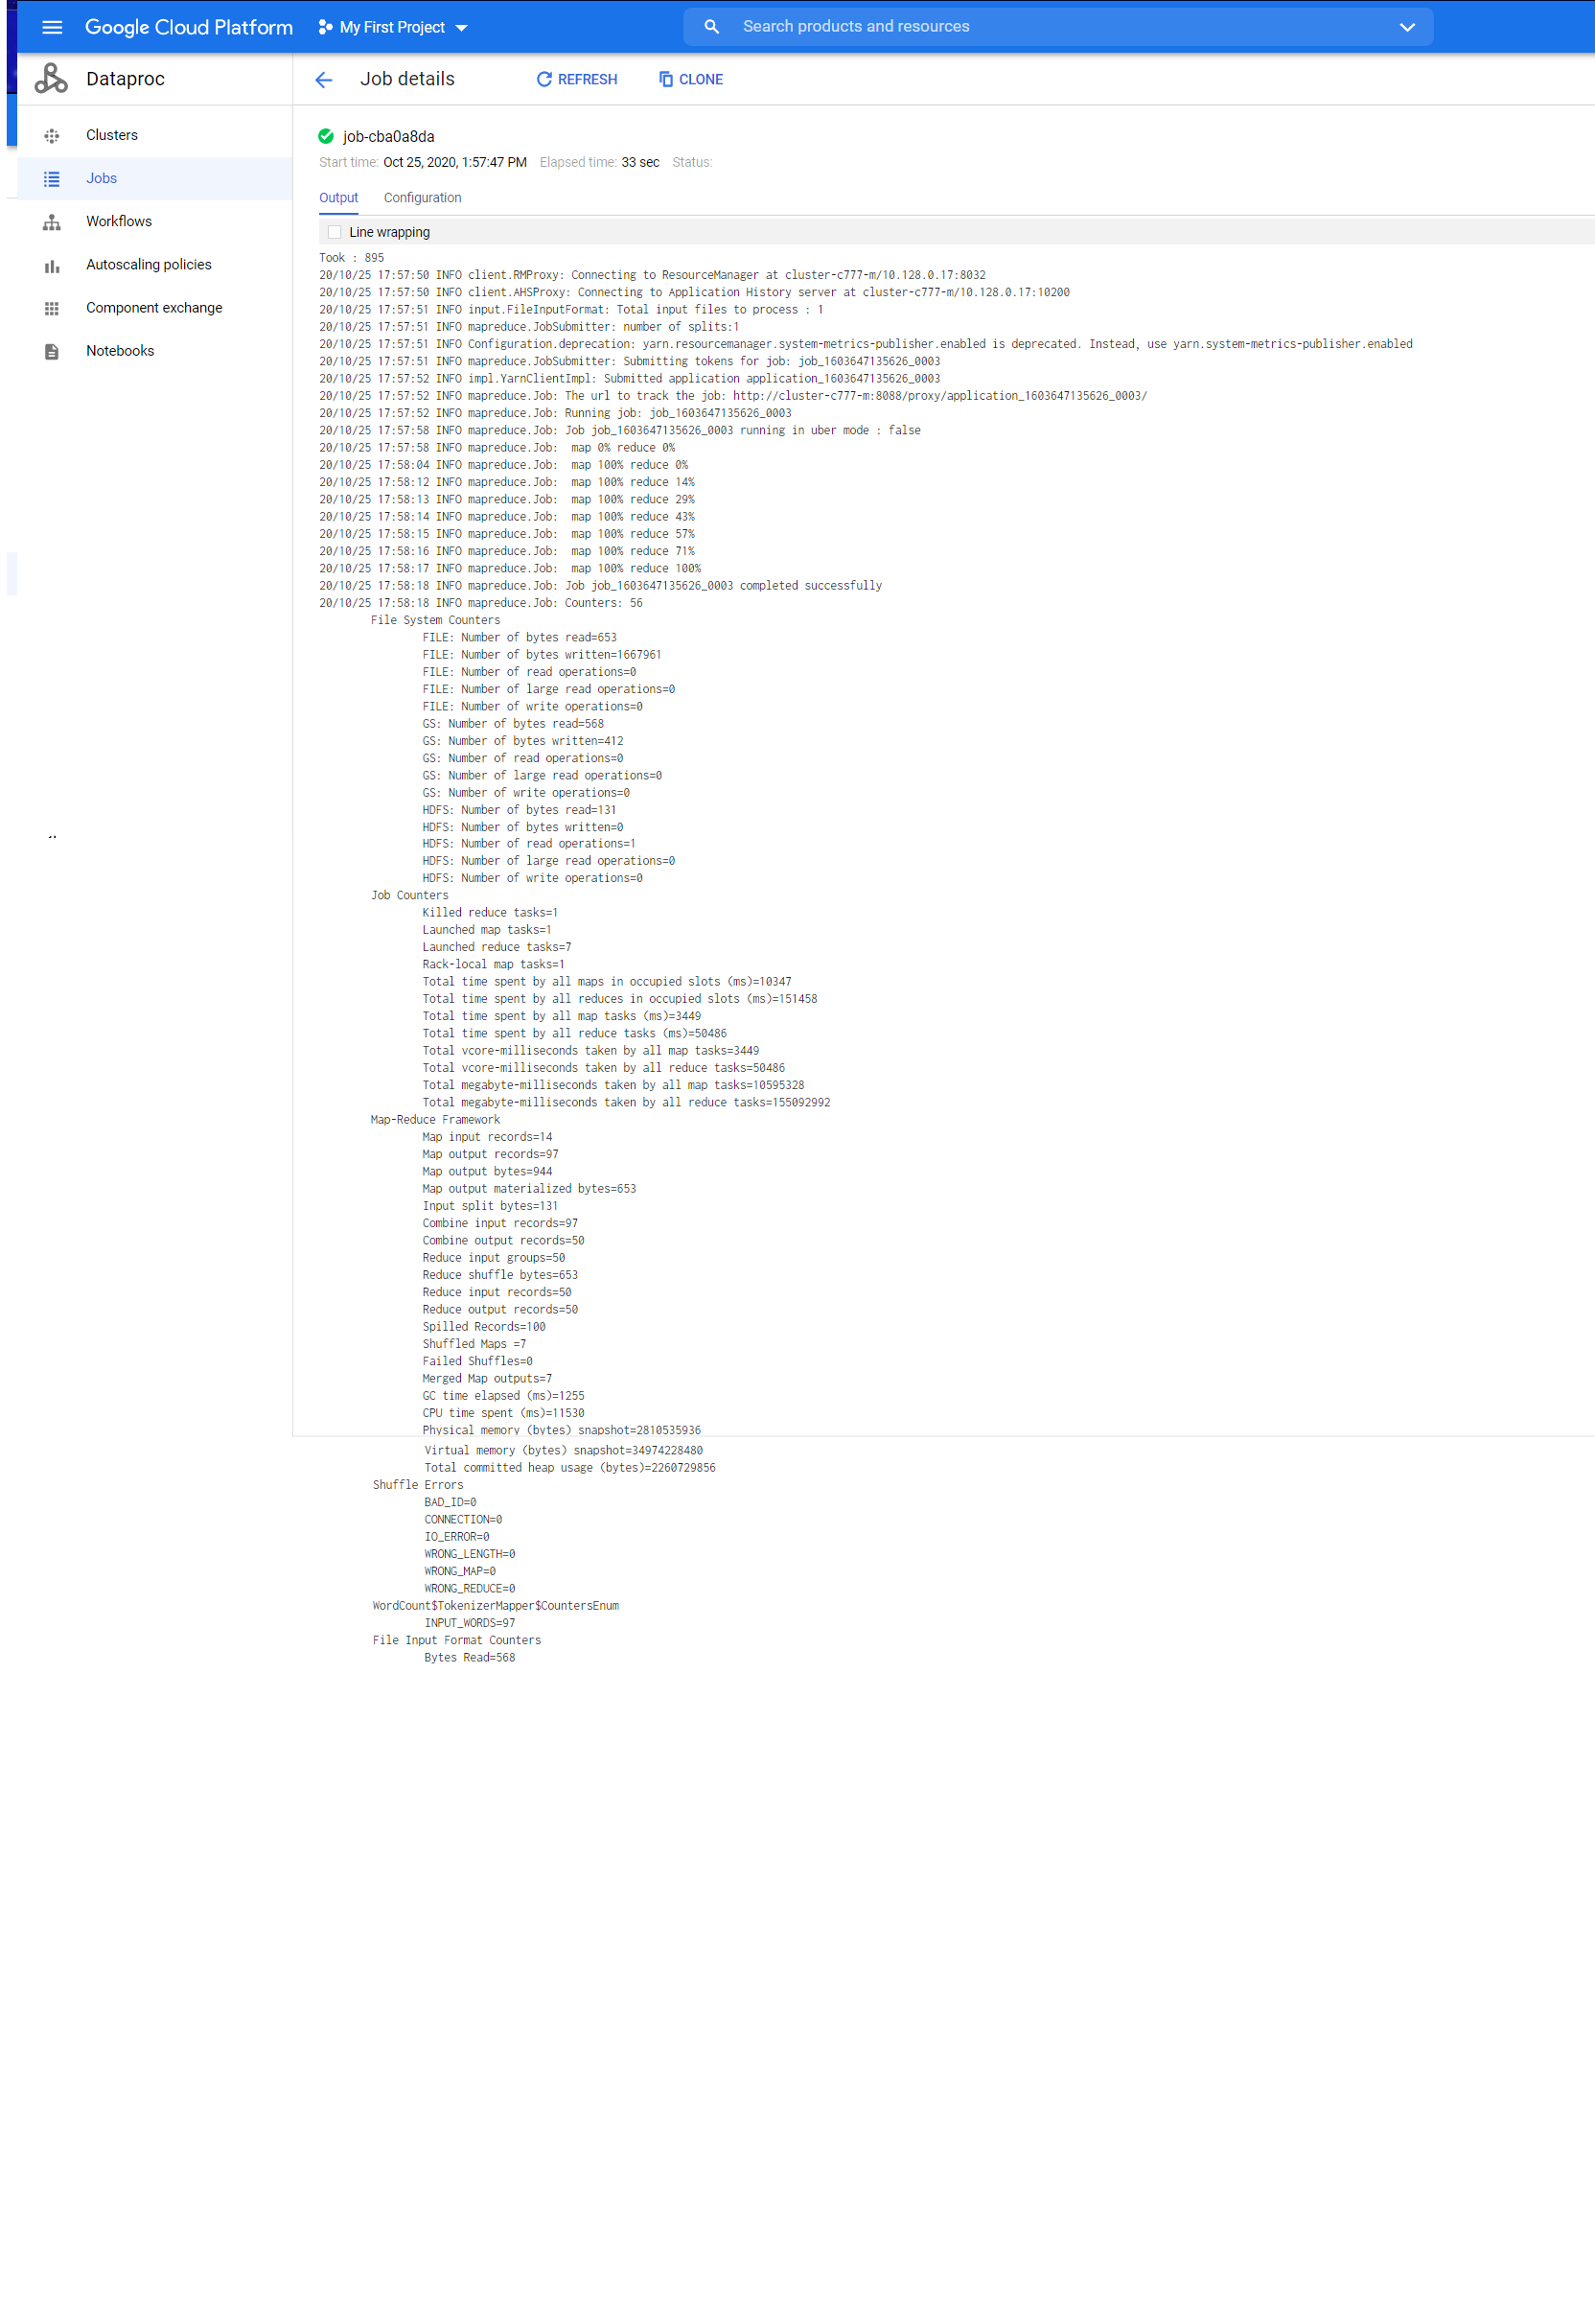 Google Cloud Platform My First Project Search products and resources
Dataproc Job details REFRESH CLONE
Clusters
Jobs
Workflows
Autoscaling policies
Component exchange
Notebooks
job-cba0a8da
Start time: Oct 25, 2020, 1:57:47 PM Elapsed time: 33 sec Status:
Output Configuration
Line wrapping
Took : 895
20/10/25 17:57:50 INFO client.RMProxy: Connecting to ResourceManager at cluster-c777-m/10.128.0.17:8032
20/10/25 17:57:50 INFO client.AHSProxy: Connecting to Application History server at cluster-c777-m/10.128.0.17:10200
20/10/25 17:57:51 INFO input.FileInputFormat: Total input files to process : 1
20/10/25 17:57:51 INFO mapreduce.JobSubmitter: number of splits:1
20/10/25 17:57:51 INFO Configuration.deprecation: yarn.resourcemanager.system-metrics-publisher.enabled is deprecated. Instead, use yarn.system-metrics-publisher.enabled
20/10/25 17:57:51 INFO mapreduce.JobSubmitter: Submitting tokens for job: job_1603647135626_0003
20/10/25 17:57:52 INFO impl.YarnClientImpl: Submitted application application_1603647135626_0003
20/10/25 17:57:52 INFO mapreduce.Job: The url to track the job: http://cluster-c777-m:8088/proxy/application_1603647135626_0003/
20/10/25 17:57:52 INFO mapreduce.Job: Running job: job_1603647135626_0003
20/10/25 17:57:58 INFO mapreduce.Job: Job job_1603647135626_0003 running in uber mode : false
20/10/25 17:57:58 INFO mapreduce.Job:  map 0% reduce 0%
20/10/25 17:58:04 INFO mapreduce.Job:  map 100% reduce 0%
20/10/25 17:58:12 INFO mapreduce.Job:  map 100% reduce 14%
20/10/25 17:58:13 INFO mapreduce.Job:  map 100% reduce 29%
20/10/25 17:58:14 INFO mapreduce.Job:  map 100% reduce 43%
20/10/25 17:58:15 INFO mapreduce.Job:  map 100% reduce 57%
20/10/25 17:58:16 INFO mapreduce.Job:  map 100% reduce 71%
20/10/25 17:58:17 INFO mapreduce.Job:  map 100% reduce 100%
20/10/25 17:58:18 INFO mapreduce.Job: Job job_1603647135626_0003 completed successfully
20/10/25 17:58:18 INFO mapreduce.Job: Counters: 56
File System Counters
FILE: Number of bytes read=653
FILE: Number of bytes written=1667961
FILE: Number of read operations=0
FILE: Number of large read operations=0
FILE: Number of write operations=0
GS: Number of bytes read=568
GS: Number of bytes written=412
GS: Number of read operations=0
GS: Number of large read operations=0
GS: Number of write operations=0
HDFS: Number of bytes read=131
HDFS: Number of bytes written=0
HDFS: Number of read operations=1
HDFS: Number of large read operations=0
HDFS: Number of write operations=0
Job Counters
Killed reduce tasks=1
Launched map tasks=1
Launched reduce tasks=7
Rack-local map tasks=1
Total time spent by all maps in occupied slots (ms)=10347
Total time spent by all reduces in occupied slots (ms)=151458
Total time spent by all map tasks (ms)=3449
Total time spent by all reduce tasks (ms)=50486
Total vcore-milliseconds taken by all map tasks=3449
Total vcore-milliseconds taken by all reduce tasks=50486
Total megabyte-milliseconds taken by all map tasks=10595328
Total megabyte-milliseconds taken by all reduce tasks=155092992
Map-Reduce Framework
Map input records=14
Map output records=97
Map output bytes=944
Map output materialized bytes=653
Input split bytes=131
Combine input records=97
Combine output records=50
Reduce input groups=50
Reduce shuffle bytes=653
Reduce input records=50
Reduce output records=50
Spilled Records=100
Shuffled Maps =7
Failed Shuffles=0
Merged Map outputs=7
GC time elapsed (ms)=1255
CPU time spent (ms)=11530
Physical memory (bytes) snapshot=2810535936
Virtual memory (bytes) snapshot=34974228480
Total committed heap usage (bytes)=2260729856
Shuffle Errors
BAD_ID=0
CONNECTION=0
IO_ERROR=0
WRONG_LENGTH=0
WRONG_MAP=0
WRONG_REDUCE=0
WordCount$TokenizerMapper$CountersEnum
INPUT_WORDS=97
File Input Format Counters
Bytes Read=568